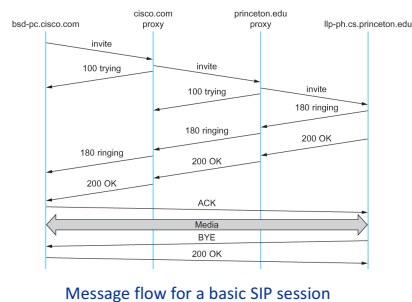 cisco.com princeton.edu
bsd-pc.cisco.com proxy proxy llp-ph.cs.princeton.edu
invite
invite
100 trying
invite
100 trying
180 ringing
180 ringing
200 OK
180 ringing
200 OK
200 OK
ACK
Media
BYE
200 OK
Message flow for a basic SIP session